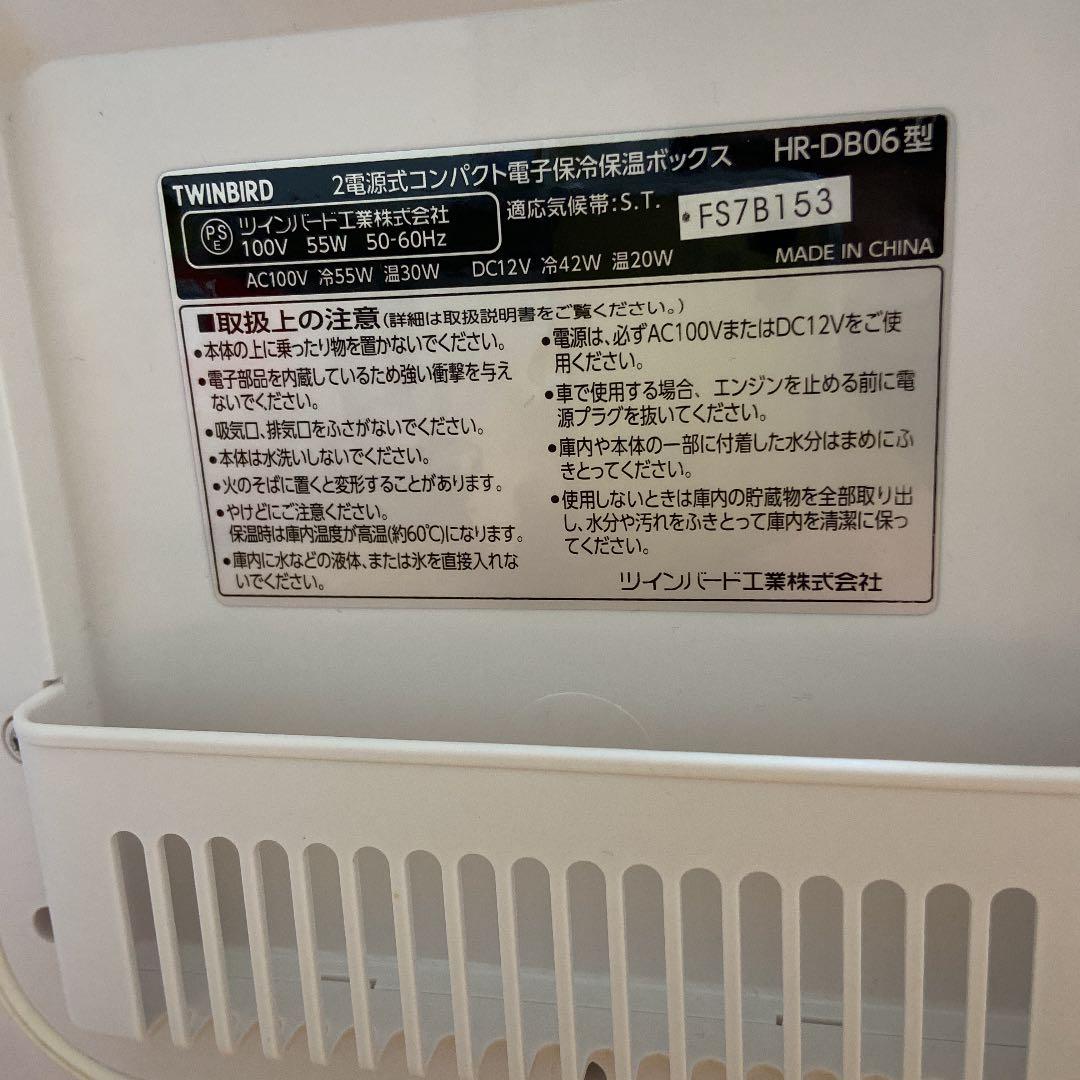 TWINBIRD 2電源式コンパクト電子保冷保温ボックス HR-DB06型
PSE ツインバード工業株式会社
100V 55W 50-60Hz
適応気候帯:S.T. FS7B153
AC100V 冷55W 温30W DC12V 冷42W 温20W MADE IN CHINA
■取扱上の注意(詳細は取扱説明書をご覧ください。)
●本体の上に乗ったり物を置かないでください。
●電子部品を内蔵しているため強い衝撃を与え
ないでください。
●吸気口、排気口をふさがないでください。
●本体は水洗いしないでください。
●火のそばに置くと変形することがあります。
●やけどにご注意ください。
保温時は庫内温度が高温(約60℃)になります。
●庫内に水などの液体、または氷を直接入れな
いでください。
●電源は、必ずAC100VまたはDC12Vをご使
用ください。
●車で使用する場合、エンジンを止める前に電
源プラグを抜いてください。
●庫内や本体の一部に付着した水分はまめにふ
きとってください。
●使用しないときは庫内の貯蔵物を全部取り出
し、水分や汚れをふきとって庫内を清潔に保っ
てください。
ツインバード工業株式会社